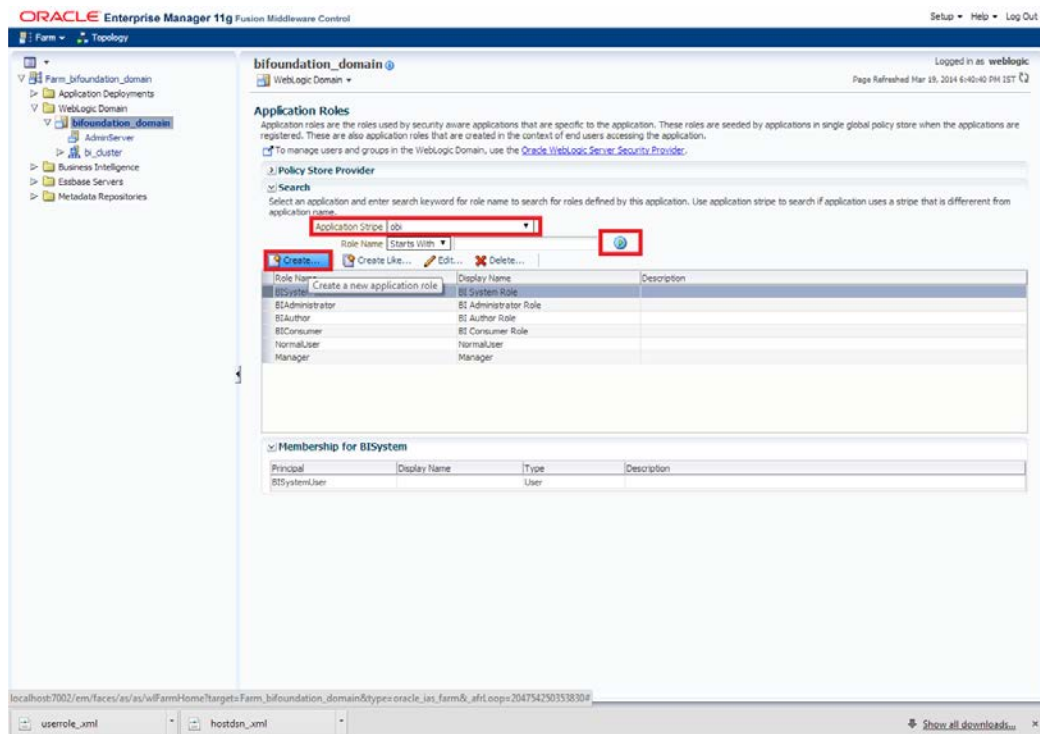 ORACLE Enterprise Manager 11g Fusion Middleware Control
Setup Help Log Out
Farm Topology
Farm_bifoundation_domain
Application Deployments
WebLogic Domain
bifoundation_domain
AdminServer
bi_cluster
Business Intelligence
Essbase Servers
Metadata Repositories
bifoundation_domain
Logged in as weblogic
WebLogic Domain
Page Refreshed Mar 19, 2014 6:40:40 PM IST
Application Roles
Application roles are the roles used by security aware applications that are specific to the application. These roles are seeded by applications in single global policy store when the applications are
registered. These are also application roles that are created in the context of end users accessing the application.
To manage users and groups in the WebLogic Domain, use the Oracle WebLogic Server Security Provider.
Policy Store Provider
Search
Select an application and enter search keyword for role name to search for roles defined by this application. Use application stripe to search if application uses a stripe that is differerent from
application name.
Application Stripe obi
Role Name Starts With
Create... Create Like... Edit... Delete...
Role Name Display Name Description
Create a new application role
BISystem BI System Role
BIAdministrator BI Administrator Role
BIAuthor BI Author Role
BIConsumer BI Consumer Role
NormalUser NormalUser
Manager Manager
Membership for BISystem
Principal Display Name Type Description
BISystemUser User
localhost:7002/em/faces/as/as/wlFarmHome?target=Farm_bifoundation_domain&type=oracle_ias_farm&_afrLoop=204754250353830#
userrole_.xml hostdsn_.xml Show all downloads...